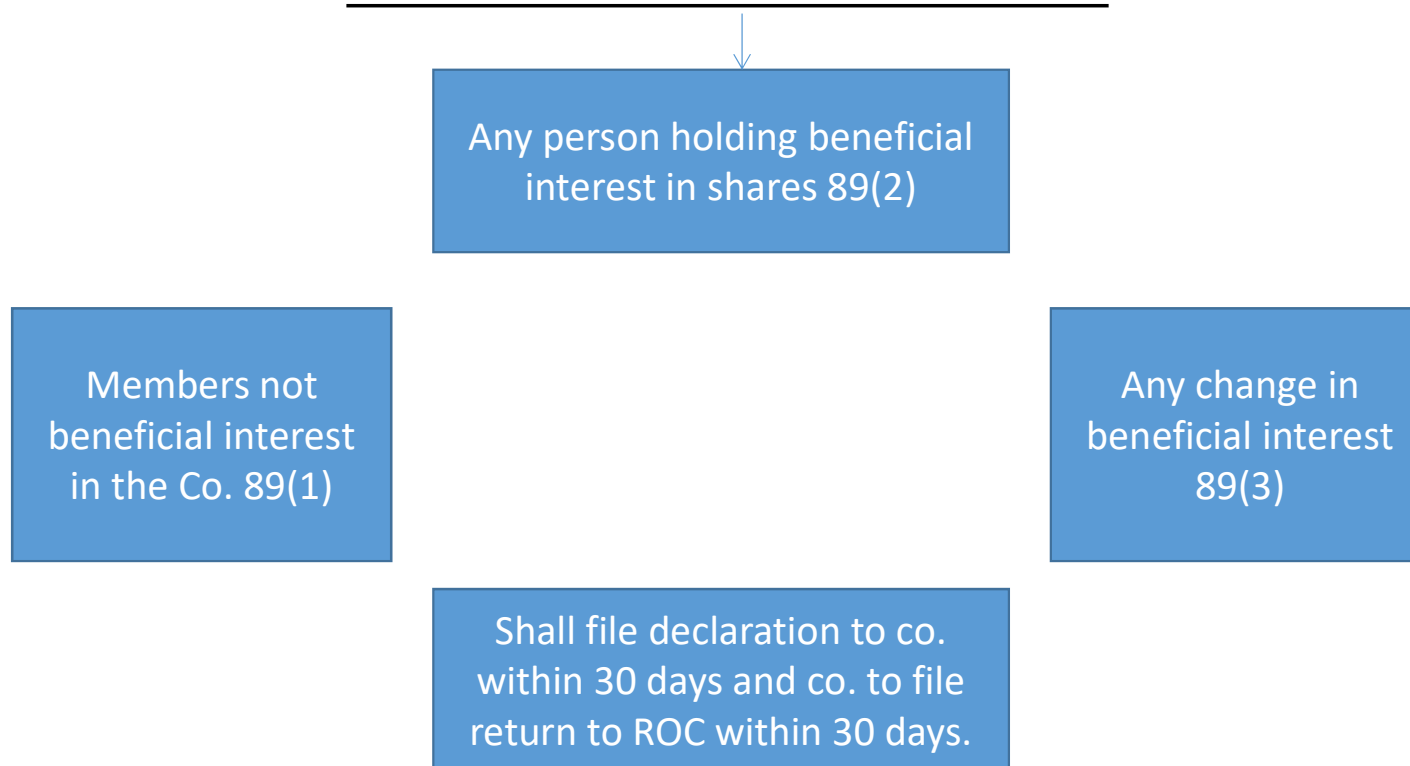 Any person holding beneficial
interest in shares 89(2)
Members not
beneficial interest
in the Co. 89(1)
Any change in
beneficial interest
89(3)
Shall file declaration to co.
within 30 days and co. to file
return to ROC within 30 days.